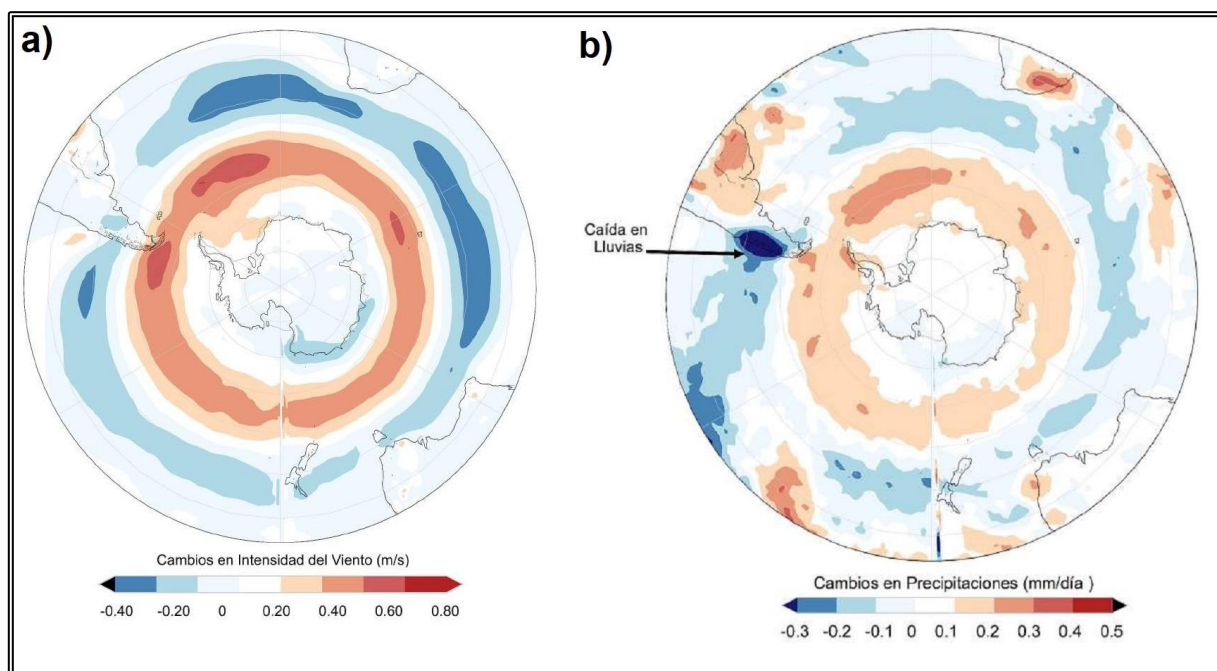 a)
b)
Caída en
Lluvias
Cambios en Intensidad del Viento (m/s)
-0.40 -0.20 0 0.20 0.40 0.60 0.80
Cambios en Precipitaciones (mm/día )
-0.3 -0.2 -0.1 0 0.1 0.2 0.3 0.4 0.5